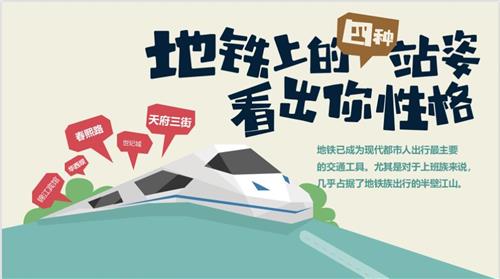 地铁上的四种站姿
看出你性格
地铁已成为现代都市人出行最主要
的交通工具。尤其是对于上班族来说,
几乎占据了地铁族出行的半壁江山。
天府三街
春熙路
世纪城
华西坝
锦江宾馆